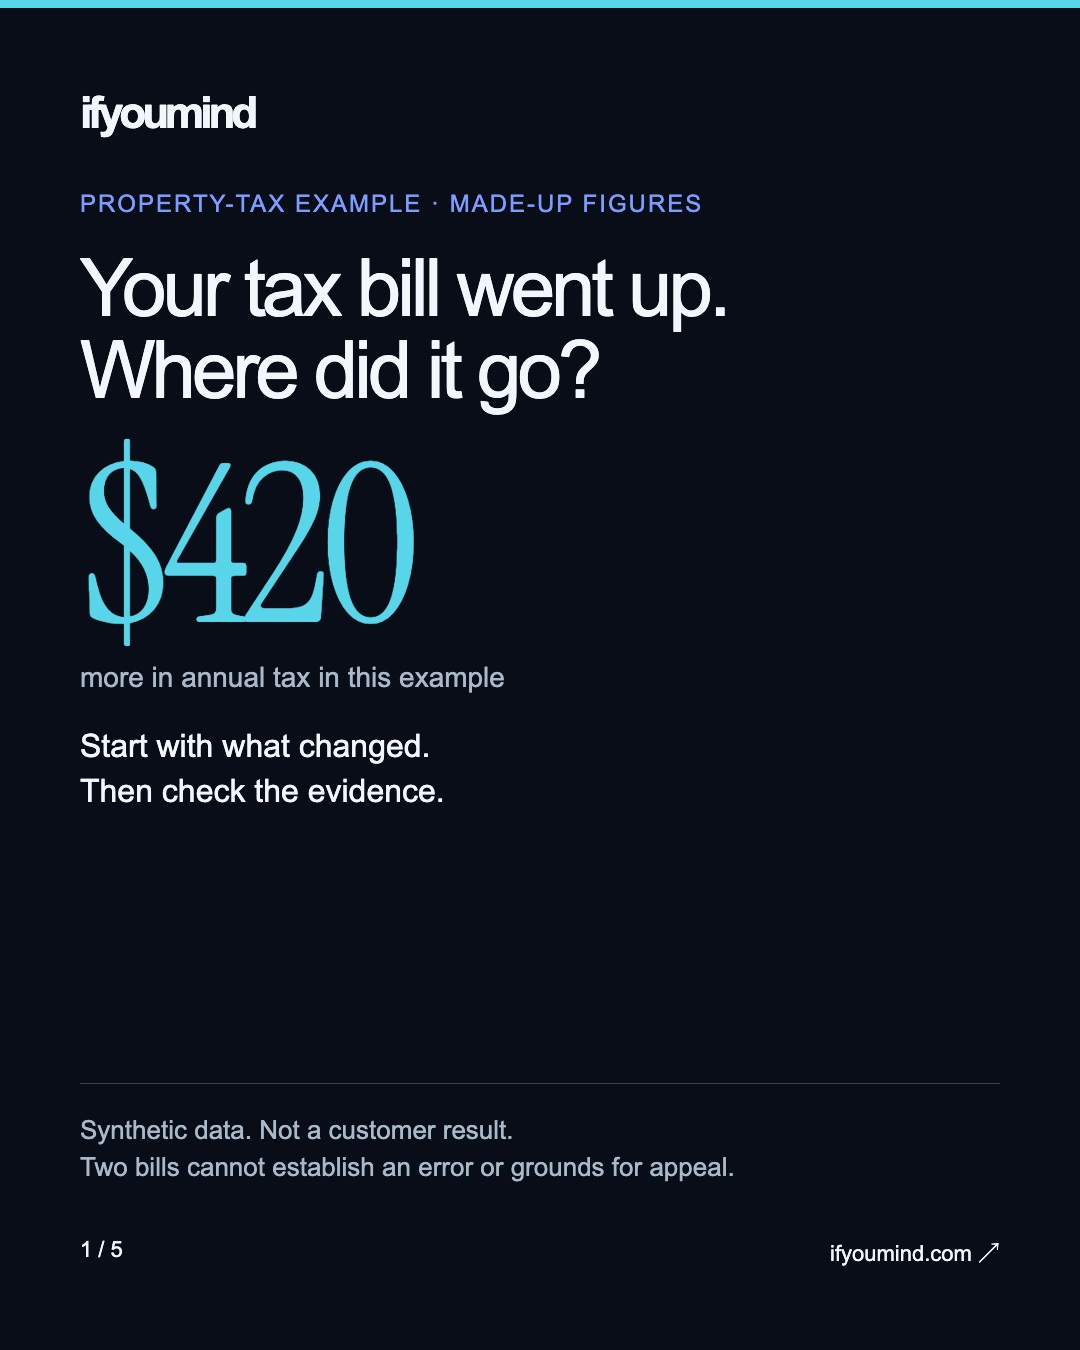 ifyoumind
PROPERTY-TAX EXAMPLE · MADE-UP FIGURES
Your tax bill went up.
Where did it go?
$420
more in annual tax in this example
Start with what changed.
Then check the evidence.
Synthetic data. Not a customer result.
Two bills cannot establish an error or grounds for appeal.
1 / 5
ifyoumind.com ↗